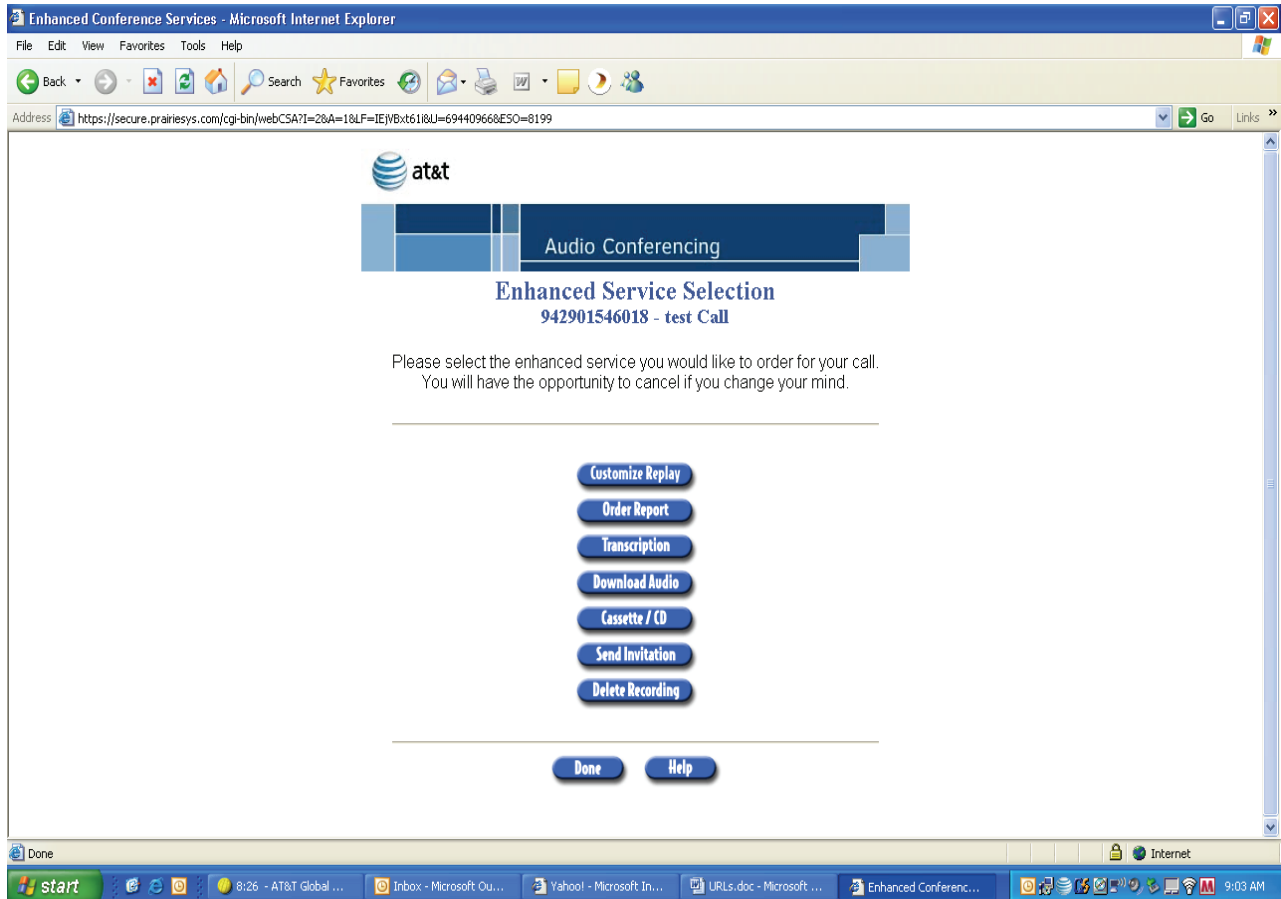 Enhanced Conference Services - Microsoft Internet Explorer
File Edit View Favorites Tools Help
Back Search Favorites
Address https://secure.prairiesys.com/cgi-bin/webCSA?I=2&A=1&LF=IEjVBxt61i&U=69440966&ESO=8199 Go Links »
at&t
Audio Conferencing
Enhanced Service Selection
942901546018 - test Call
Please select the enhanced service you would like to order for your call.
You will have the opportunity to cancel if you change your mind.
Customize Replay
Order Report
Transcription
Download Audio
Cassette / CD
Send Invitation
Delete Recording
Done Help
Done Internet
start 8:26 - AT&T Global ... Inbox - Microsoft Ou... Yahoo! - Microsoft In... URLs.doc - Microsoft ... Enhanced Conferenc... 9:03 AM